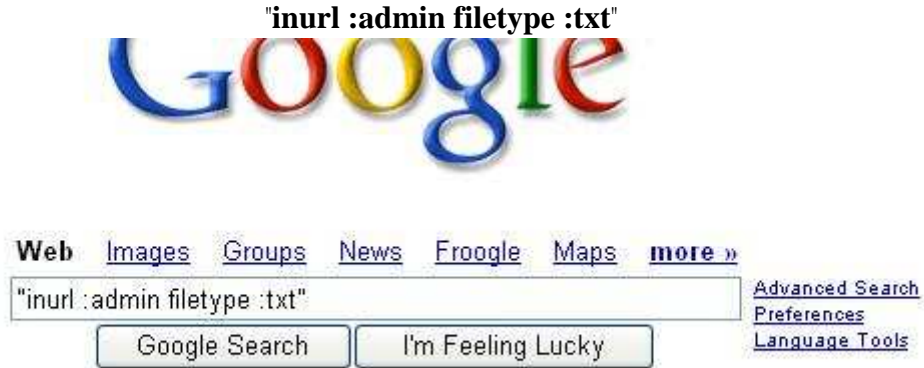 "inurl :admin filetype :txt"
Google
Web Images Groups News Froogle Maps more »
"inurl :admin filetype :txt"
Advanced Search
Preferences
Language Tools
Google Search I'm Feeling Lucky